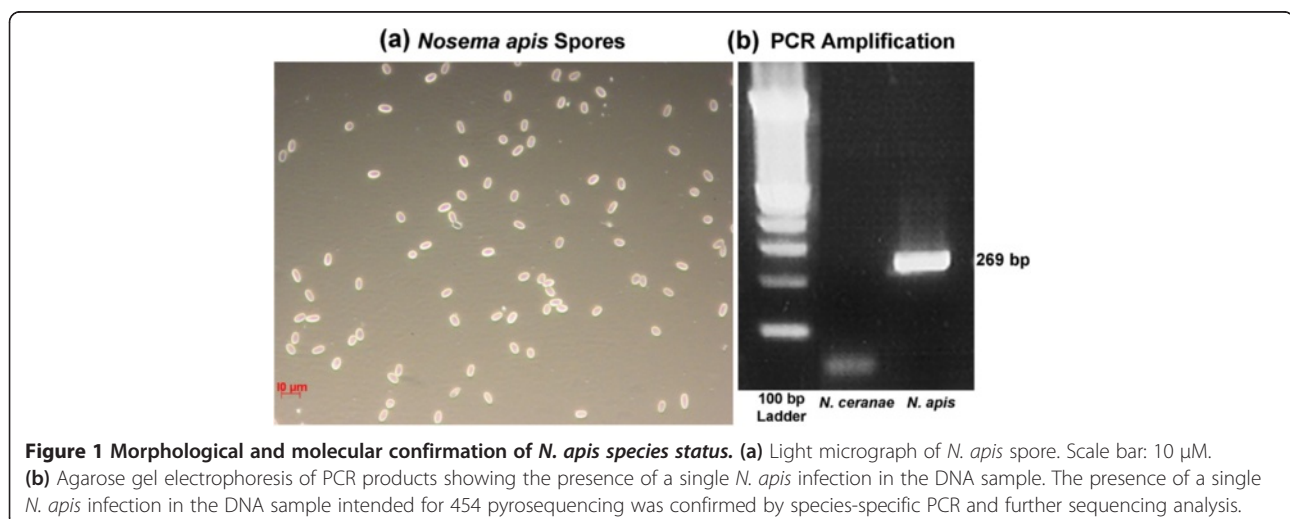 (a) Nosema apis Spores
(b) PCR Amplification
10 µm
269 bp
100 bp
Ladder
N. ceranae
N. apis
Figure 1 Morphological and molecular confirmation of N. apis species status. (a) Light micrograph of N. apis spore. Scale bar: 10 μM.
(b) Agarose gel electrophoresis of PCR products showing the presence of a single N. apis infection in the DNA sample. The presence of a single
N. apis infection in the DNA sample intended for 454 pyrosequencing was confirmed by species-specific PCR and further sequencing analysis.